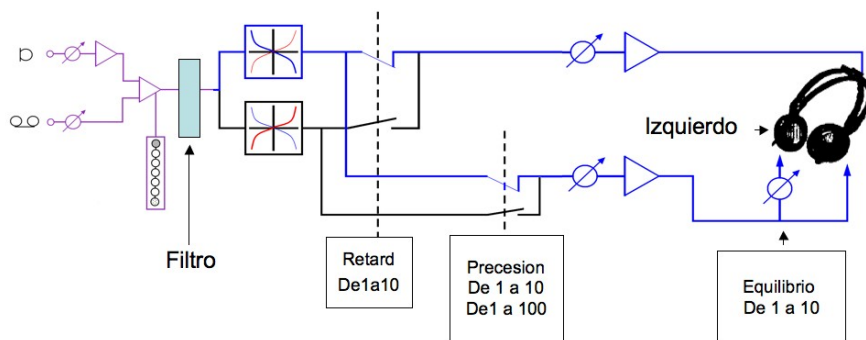 Izquierdo
Filtro
Retard
De1a10
Precesion
De 1 a 10
De1 a 100
Equilibrio
De 1 a 10